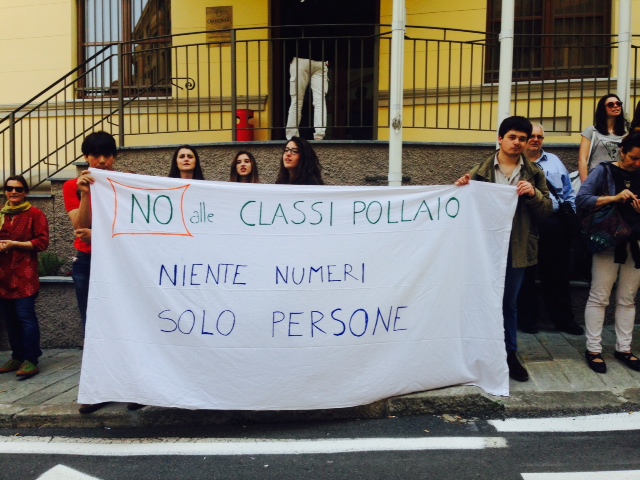 NO alle CLASSI POLLAIO
NIENTE NUMERI
SOLO PERSONE